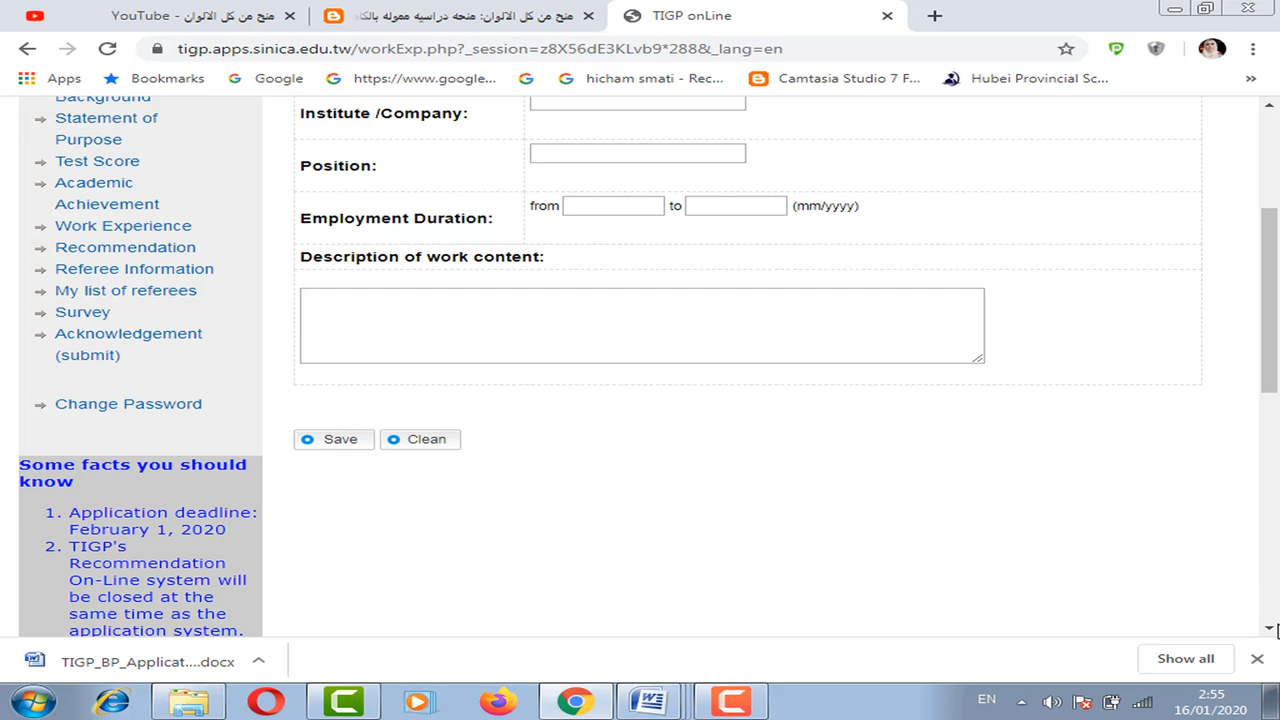 منح من كل الالوان - YouTube
منح من كل الالوان: منحه دراسيه مموله بالكا
TIGP onLine
tigp.apps.sinica.edu.tw/workExp.php?_session=z8X56dE3KLvb9*288&_lang=en
Apps
Bookmarks
Google
https://www.google...
hicham smati - Rec...
Camtasia Studio 7 F...
Hubei Provincial Sc...
»
Background
Statement of
Purpose
Test Score
Academic
Achievement
Work Experience
Recommendation
Referee Information
My list of referees
Survey
Acknowledgement
(submit)
Change Password
Some facts you should
know
1. Application deadline:
February 1, 2020
2. TIGP's
Recommendation
On-Line system will
be closed at the
same time as the
application system.
Institute /Company:
Position:
Employment Duration:
from to (mm/yyyy)
Description of work content:
Save
Clean
TIGP_BP_Applicat....docx
Show all
EN
2:55
16/01/2020